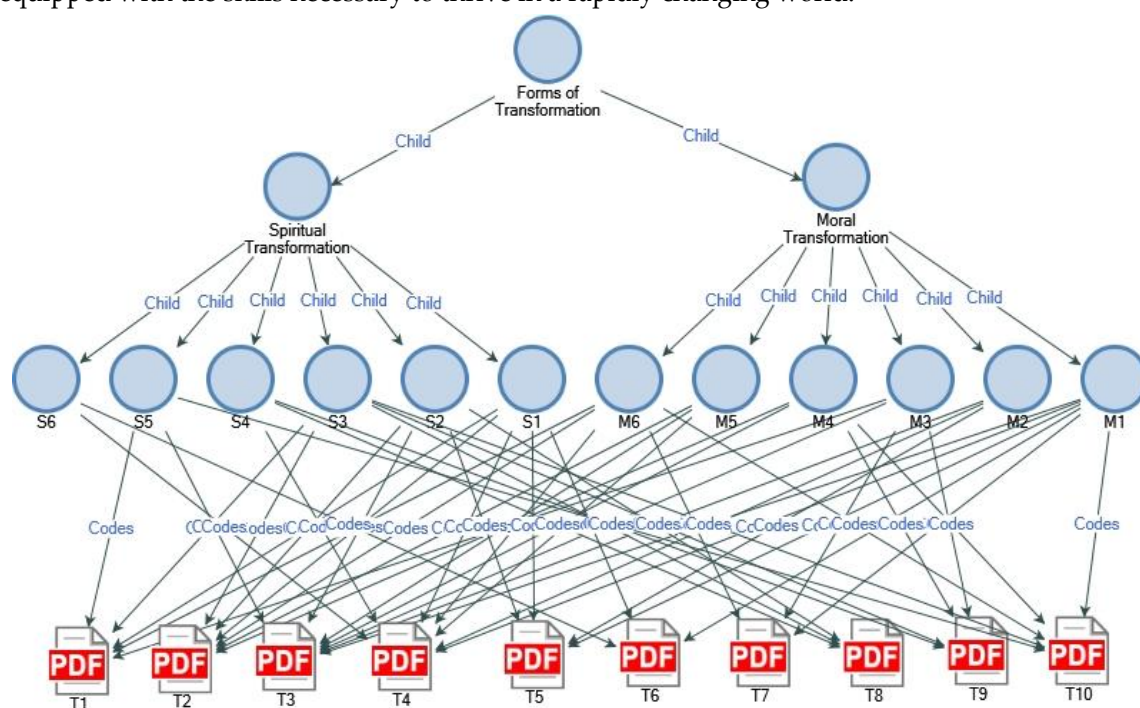 equipped with the skills necessary to thrive in a rapidly changing world.
Forms of
Transformation
Child
Child
Spiritual
Transformation
Moral
Transformation
Child Child Child Child Child Child
Child Child Child Child Child Child
S6 S5 S4 S3 S2 S1 M6 M5 M4 M3 M2 M1
Codes Codes Codes Codes Codes Codes Codes Codes Codes Codes Codes Codes Codes Codes
PDF PDF PDF PDF PDF PDF PDF PDF PDF PDF
T1 T2 T3 T4 T5 T6 T7 T8 T9 T10